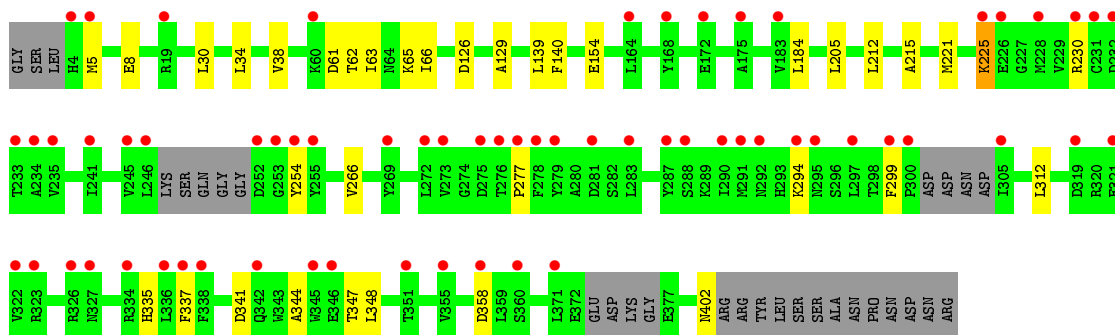 GLY SER LEU H4 M5 E8 R19 L30 L34 V38 K60 D61 T62 I63 N64 K65 I66 D126 A129 L139 F140 E154 L164 Y168 E172 A175 V183 L184 L205 L212 A215 M221 K225 E226 G227 M228 V229 R230 C231 D232
T233 A234 V235 I241 V245 L246 LYS SER GLN GLY GLY D252 G253 Y254 Y255 V266 Y269 L272 V273 G274 D275 T276 P277 F278 Y279 A280 D281 S282 L283 Y287 S288 K289 I290 M291 N292 H293 K294 N295 S296 L297 T298 F299 P300 ASP ASP ASN ASP I305 L312 D319 R320 E321
V322 R323 R326 N327 R334 H335 L336 F337 F338 D341 Q342 W343 A344 W345 E346 T347 L348 T351 V355 D358 L359 S360 L371 R372 GLU ASP LYS GLY E377 N402 ARG ARG TYR LEU SER SER ALA ASN PRO ASN ASP ASP ASN ARG